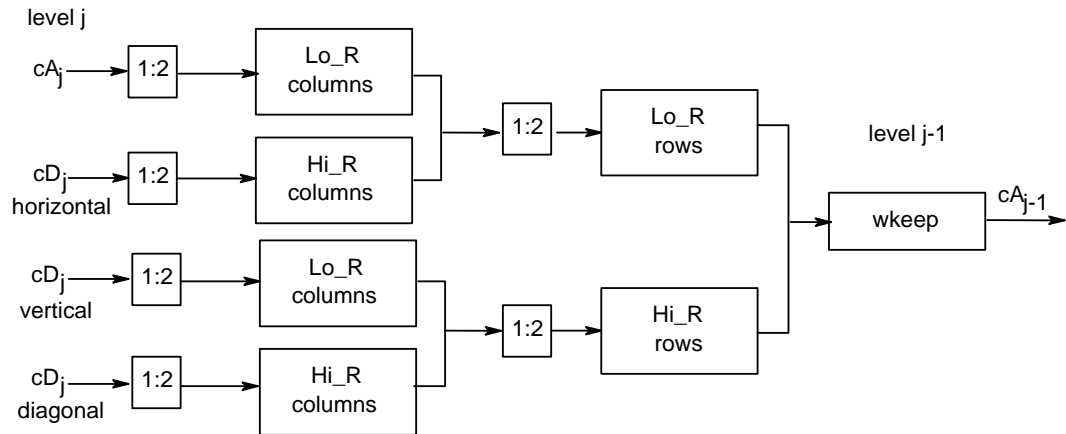 level j
cAj
1:2
Lo_R
columns
cDj
horizontal
1:2
Hi_R
columns
1:2
Lo_R
rows
cDj
vertical
1:2
Lo_R
columns
cDj
diagonal
1:2
Hi_R
columns
1:2
Hi_R
rows
level j-1
wkeep
cAj-1